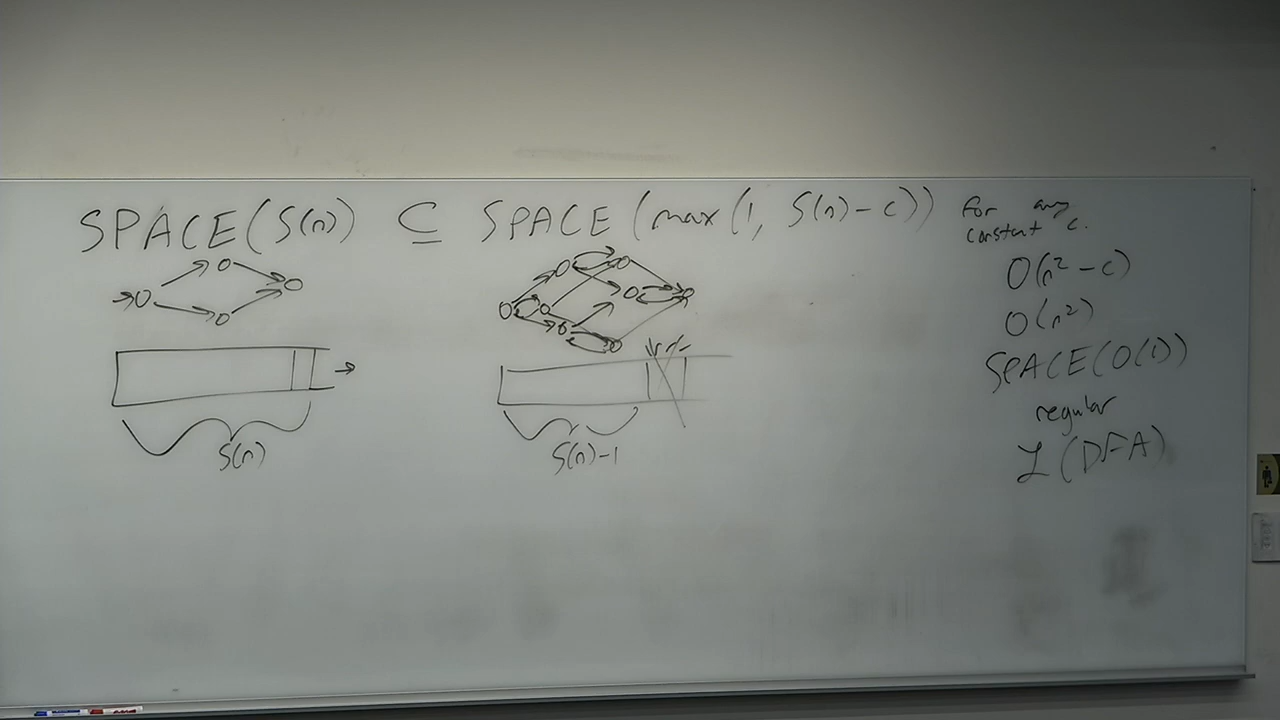 SPACE(S(n)) ⊆ SPACE(max(1, S(n)-c)) for any constant c.
O(n²-c)
O(n²)
SPACE(O(1))
regular
L(DFA)
S(n)
S(n)-1